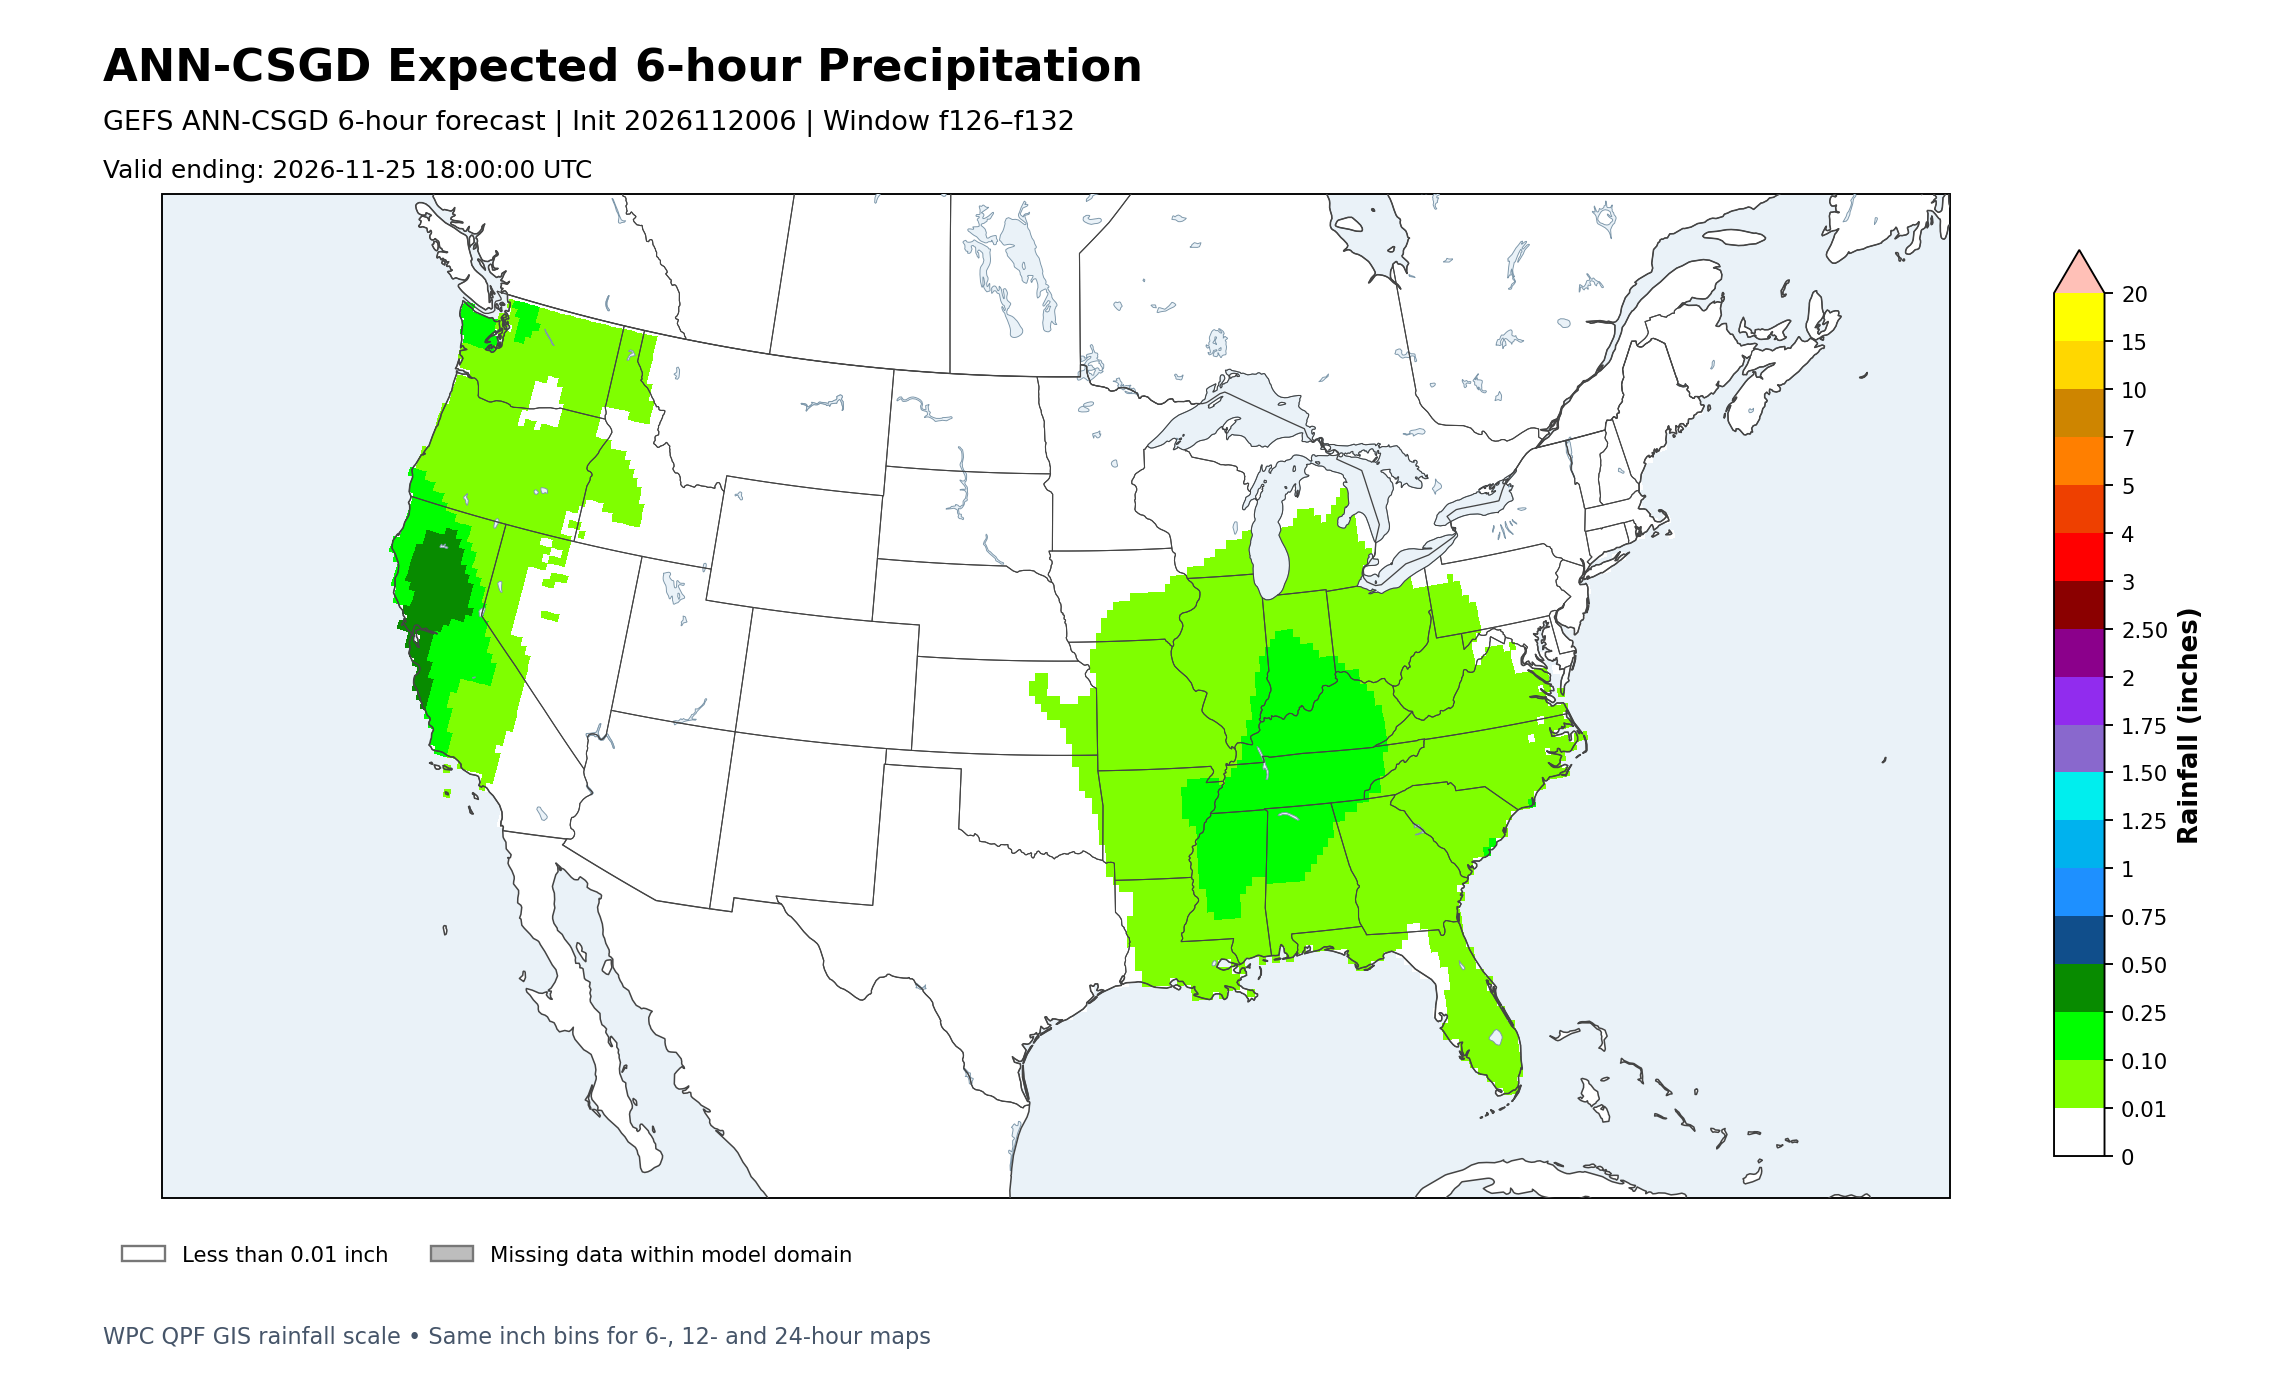 ANN-CSGD Expected 6-hour Precipitation
GEFS ANN-CSGD 6-hour forecast | Init 2026112006 | Window f126–f132
Valid ending: 2026-11-25 18:00:00 UTC
20
15
10
7
5
4
3
2.50
2
1.75
1.50
1.25
1
0.75
0.50
0.25
0.10
0.01
0
Rainfall (inches)
Less than 0.01 inch
Missing data within model domain
WPC QPF GIS rainfall scale • Same inch bins for 6-, 12- and 24-hour maps